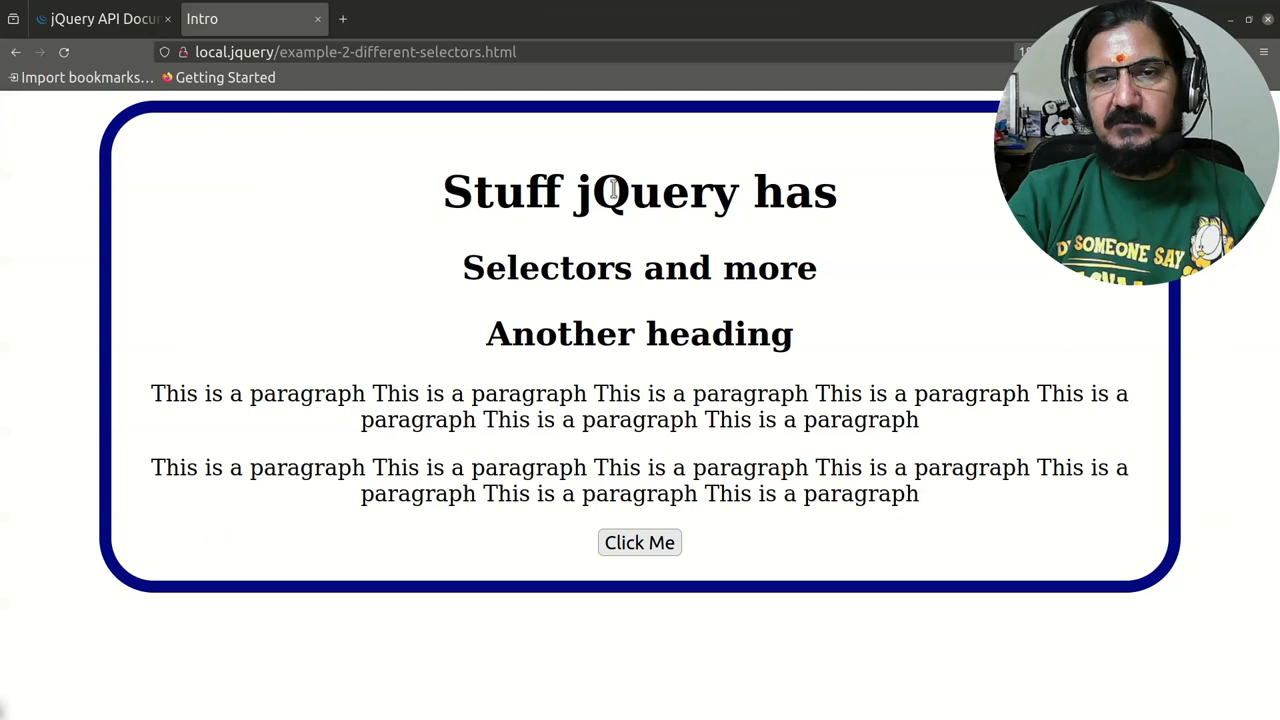 jQuery API Docu
Intro
local.jquery/example-2-different-selectors.html
Import bookmarks…
Getting Started
Stuff jQuery has
Selectors and more
Another heading
This is a paragraph This is a paragraph This is a paragraph This is a paragraph This is a
paragraph This is a paragraph This is a paragraph
This is a paragraph This is a paragraph This is a paragraph This is a paragraph This is a
paragraph This is a paragraph This is a paragraph
Click Me
SOMEONE SAY